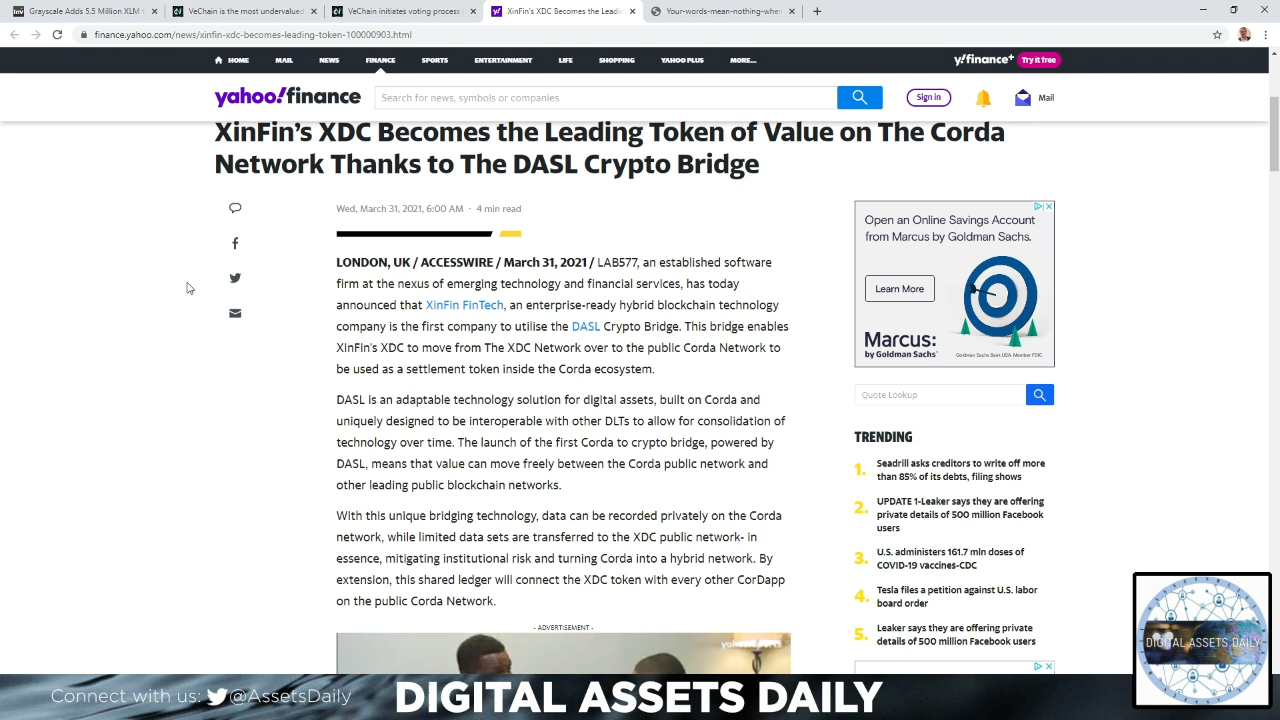 Grayscale Adds 5.5 Million XLM t
VeChain is the most undervalued
VeChain initiates voting process
XinFin's XDC Becomes the Leadin
Your-words-mean-nothing-when
finance.yahoo.com/news/xinfin-xdc-becomes-leading-token-100000903.html
HOME MAIL NEWS FINANCE SPORTS ENTERTAINMENT LIFE SHOPPING YAHOO PLUS MORE...
y!finance+ Try it free
yahoo!finance
Search for news, symbols or companies
Sign in
Mail
XinFin's XDC Becomes the Leading Token of Value on The Corda
Network Thanks to The DASL Crypto Bridge
Wed, March 31, 2021, 6:00 AM · 4 min read
LONDON, UK / ACCESSWIRE / March 31, 2021 / LAB577, an established software
firm at the nexus of emerging technology and financial services, has today
announced that XinFin FinTech, an enterprise-ready hybrid blockchain technology
company is the first company to utilise the DASL Crypto Bridge. This bridge enables
XinFin's XDC to move from The XDC Network over to the public Corda Network to
be used as a settlement token inside the Corda ecosystem.
DASL is an adaptable technology solution for digital assets, built on Corda and
uniquely designed to be interoperable with other DLTs to allow for consolidation of
technology over time. The launch of the first Corda to crypto bridge, powered by
DASL, means that value can move freely between the Corda public network and
other leading public blockchain networks.
With this unique bridging technology, data can be recorded privately on the Corda
network, while limited data sets are transferred to the XDC public network- in
essence, mitigating institutional risk and turning Corda into a hybrid network. By
extension, this shared ledger will connect the XDC token with every other CorDapp
on the public Corda Network.
- ADVERTISEMENT -
yahoo!
Open an Online Savings Account
from Marcus by Goldman Sachs.
Learn More
Marcus:
by Goldman Sachs®
Goldman Sachs Bank USA. Member FDIC.
Quote Lookup
TRENDING
1. Seadrill asks creditors to write off more
than 85% of its debts, filing shows
2. UPDATE 1-Leaker says they are offering
private details of 500 million Facebook
users
3. U.S. administers 161.7 mln doses of
COVID-19 vaccines-CDC
4. Tesla files a petition against U.S. labor
board order
5. Leaker says they are offering private
details of 500 million Facebook users
DIGITAL ASSETS DAILY
Connect with us: @AssetsDaily
DIGITAL ASSETS DAILY